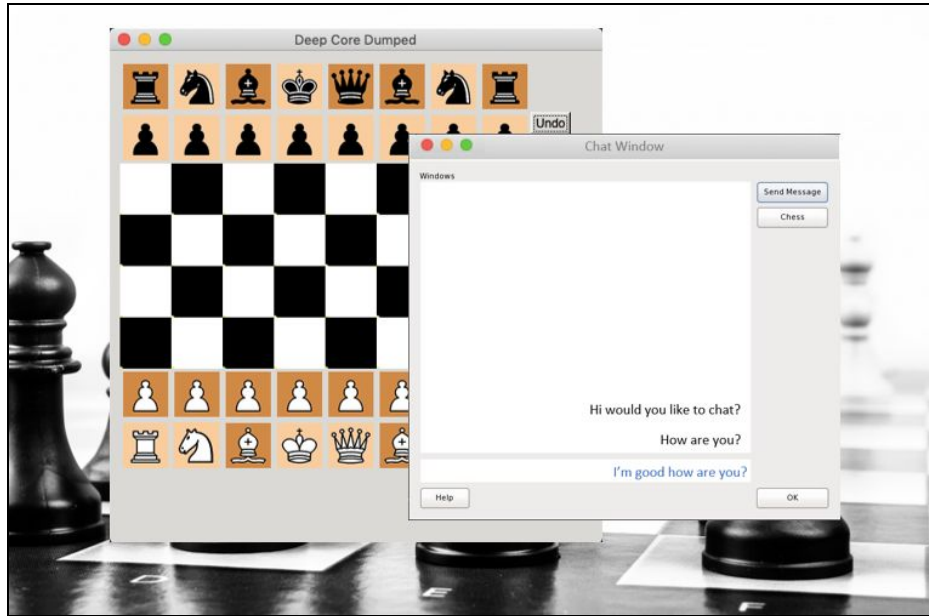 Deep Core Dumped
Undo
Chat Window
Windows
Send Message
Chess
Hi would you like to chat?
How are you?
I'm good how are you?
Help
OK
D
E
F